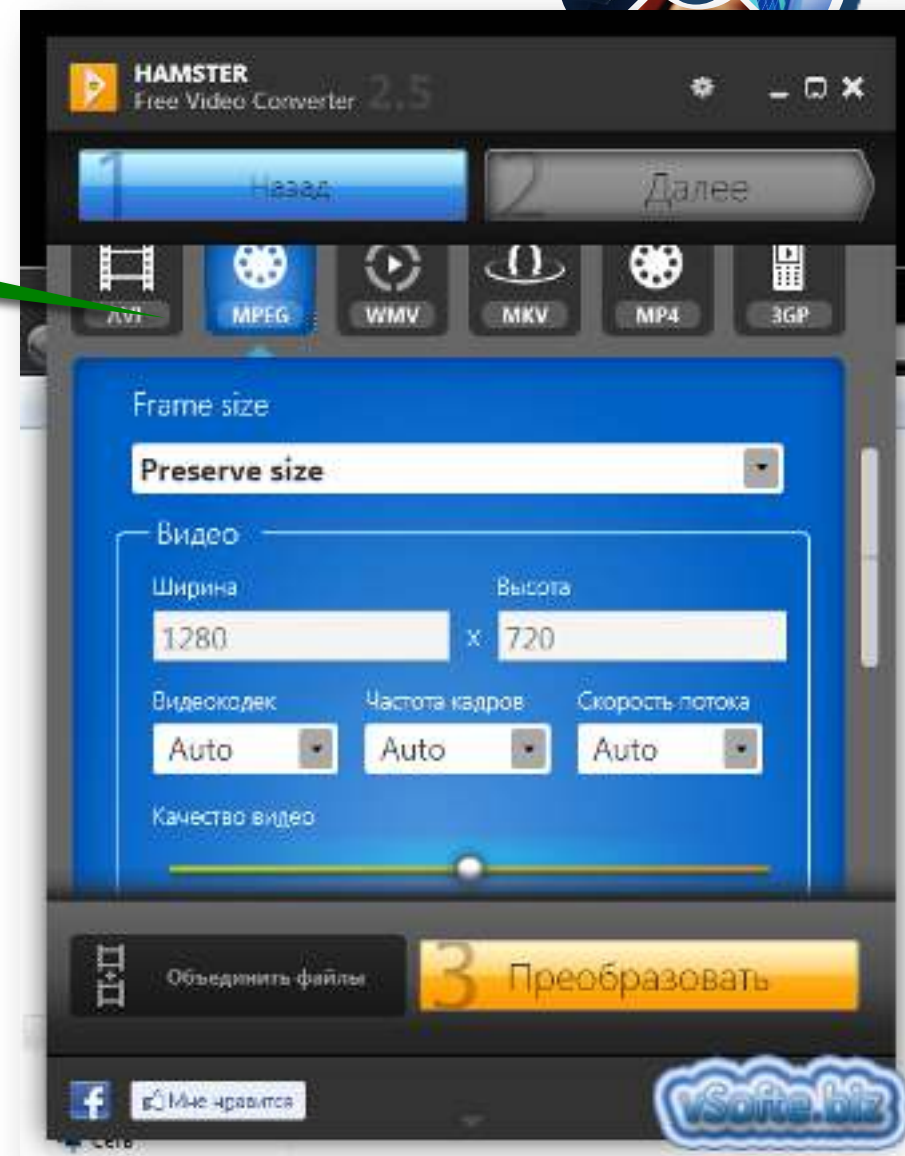 HAMSTER
Free Video Converter 2.5
1 Назад 2 Далее
AVI MPEG WMV MKV MP4 3GP
Frame size
Preserve size
Видео
Ширина Высота
1280 x 720
Видеокодек Частота кадров Скорость потока
Auto Auto Auto
Качество видео
Объединить файлы 3 Преобразовать
f Мне нравится
vSofte.biz
Сеть